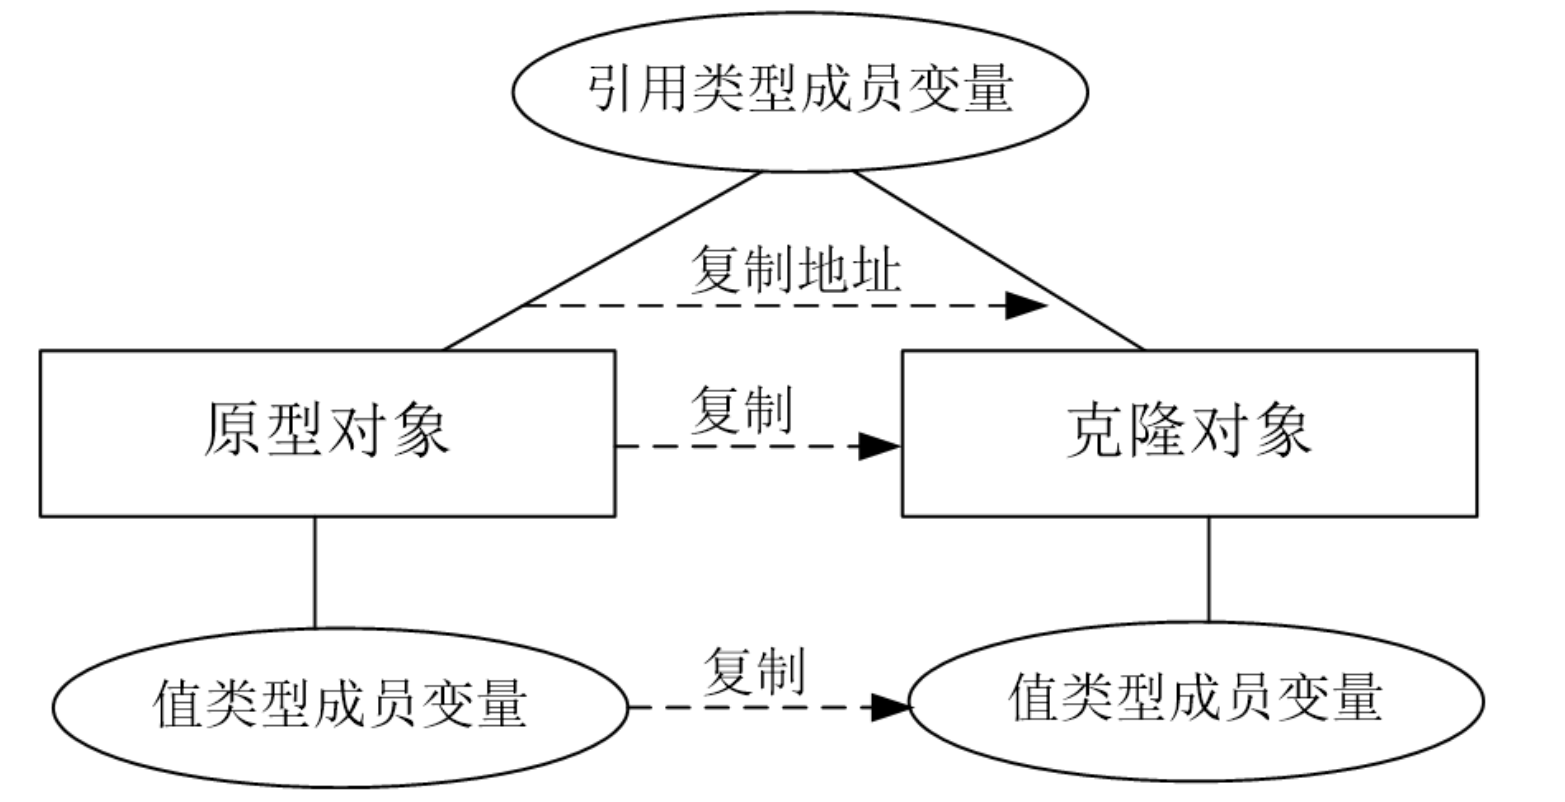 引用类型成员变量
复制地址
原型对象
复制
克隆对象
值类型成员变量
复制
值类型成员变量